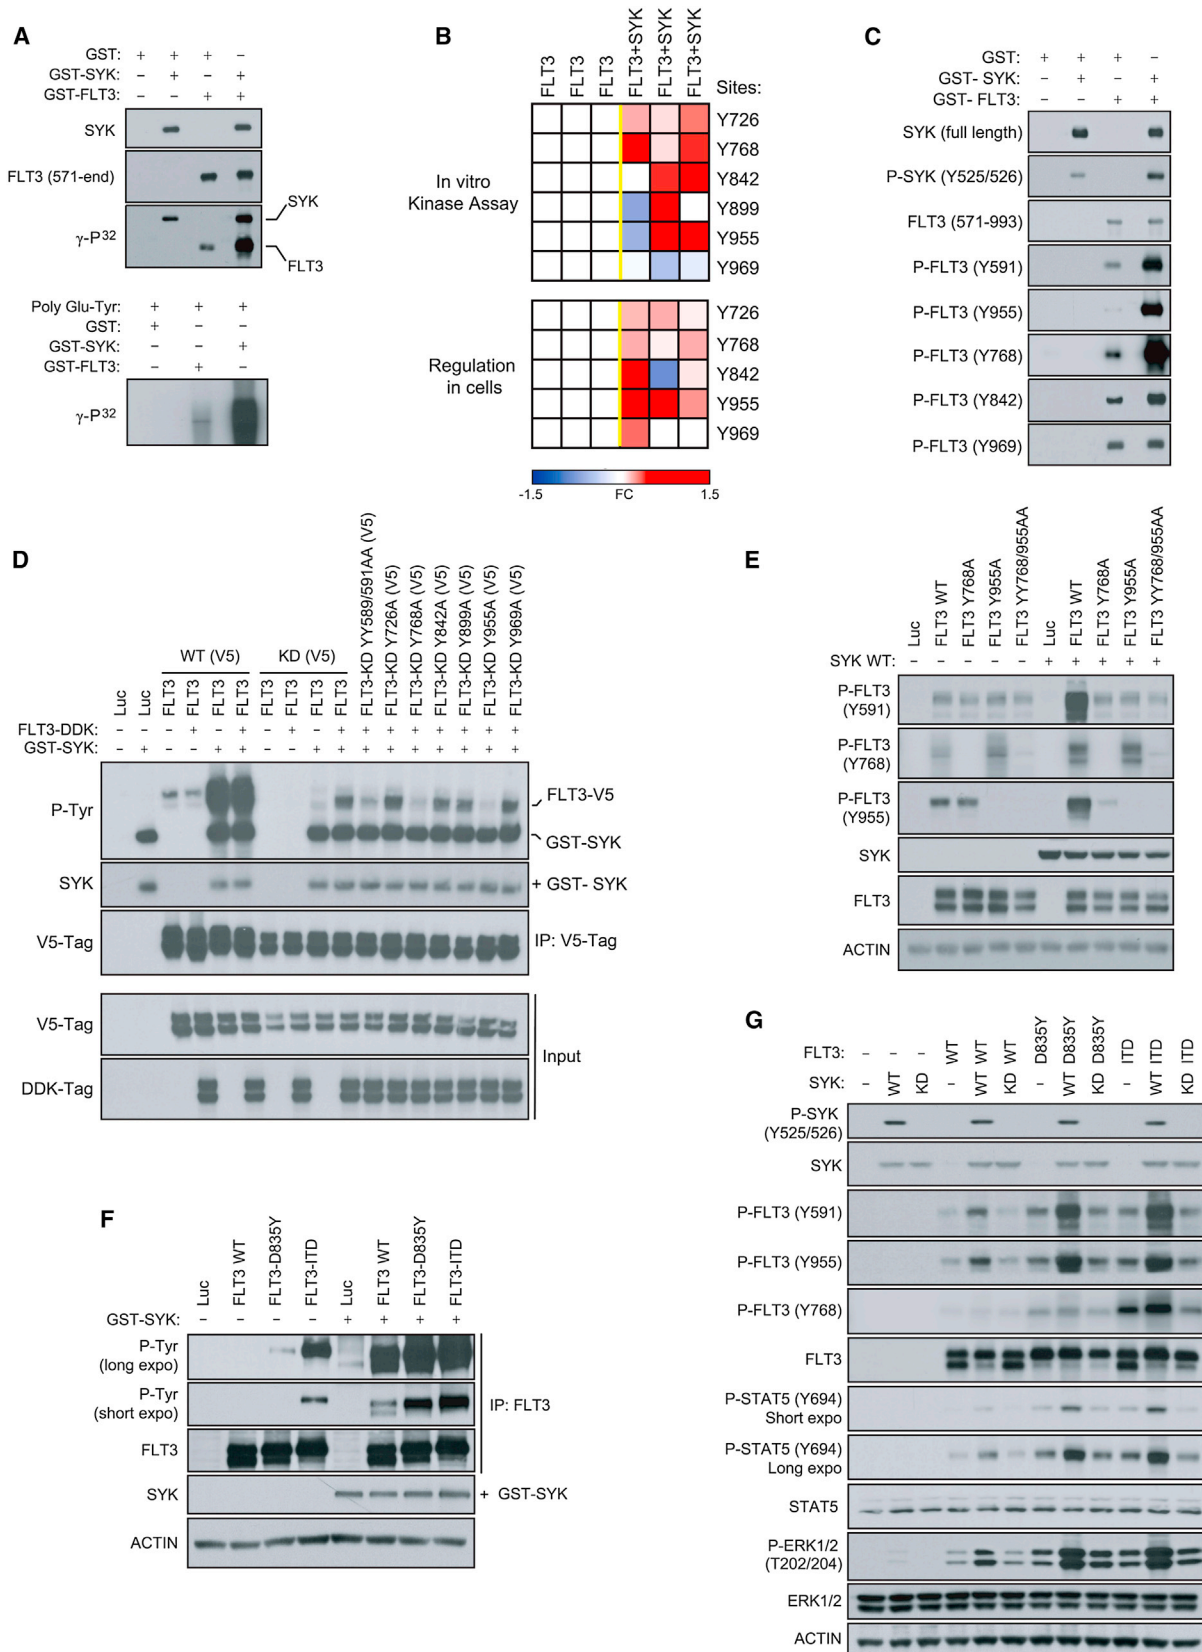 A
GST: + + + –
GST-SYK: – + – +
GST-FLT3: – – + +
SYK
FLT3 (571-end)
γ-P32
SYK
FLT3
Poly Glu-Tyr: + + +
GST: + – –
GST-SYK: – – +
GST-FLT3: – + –
γ-P32
B
FLT3 FLT3 FLT3 FLT3+SYK FLT3+SYK FLT3+SYK
Sites:
In vitro
Kinase Assay
Y726
Y768
Y842
Y899
Y955
Y969
Regulation
in cells
Y726
Y768
Y842
Y955
Y969
-1.5 FC 1.5
C
GST: + + + –
GST- SYK: – + – +
GST- FLT3: – – + +
SYK (full length)
P-SYK (Y525/526)
FLT3 (571-993)
P-FLT3 (Y591)
P-FLT3 (Y955)
P-FLT3 (Y768)
P-FLT3 (Y842)
P-FLT3 (Y969)
D
WT (V5) KD (V5)
Luc Luc FLT3 FLT3 FLT3 FLT3 FLT3 FLT3 FLT3 FLT3 FLT3-KD YY589/591AA (V5) FLT3-KD Y726A (V5) FLT3-KD Y768A (V5) FLT3-KD Y842A (V5) FLT3-KD Y899A (V5) FLT3-KD Y955A (V5) FLT3-KD Y969A (V5)
FLT3-DDK: – – – + – + – + – + + + + + + + +
GST-SYK: – + – – + + – – + + + + + + + + +
P-Tyr
FLT3-V5
GST-SYK
SYK
+ GST- SYK
V5-Tag
IP: V5-Tag
V5-Tag
DDK-Tag
Input
E
Luc FLT3 WT FLT3 Y768A FLT3 Y955A FLT3 YY768/955AA Luc FLT3 WT FLT3 Y768A FLT3 Y955A FLT3 YY768/955AA
SYK WT: – – – – – + + + + +
P-FLT3
(Y591)
P-FLT3
(Y768)
P-FLT3
(Y955)
SYK
FLT3
ACTIN
F
Luc FLT3 WT FLT3-D835Y FLT3-ITD Luc FLT3 WT FLT3-D835Y FLT3-ITD
GST-SYK: – – – – + + + +
P-Tyr
(long expo)
P-Tyr
(short expo)
IP: FLT3
FLT3
SYK
+ GST-SYK
ACTIN
G
FLT3: – – – WT WT WT D835Y D835Y D835Y ITD ITD ITD
SYK: – WT KD – WT KD – WT KD – WT KD
P-SYK
(Y525/526)
SYK
P-FLT3 (Y591)
P-FLT3 (Y955)
P-FLT3 (Y768)
FLT3
P-STAT5 (Y694)
Short expo
P-STAT5 (Y694)
Long expo
STAT5
P-ERK1/2
(T202/204)
ERK1/2
ACTIN